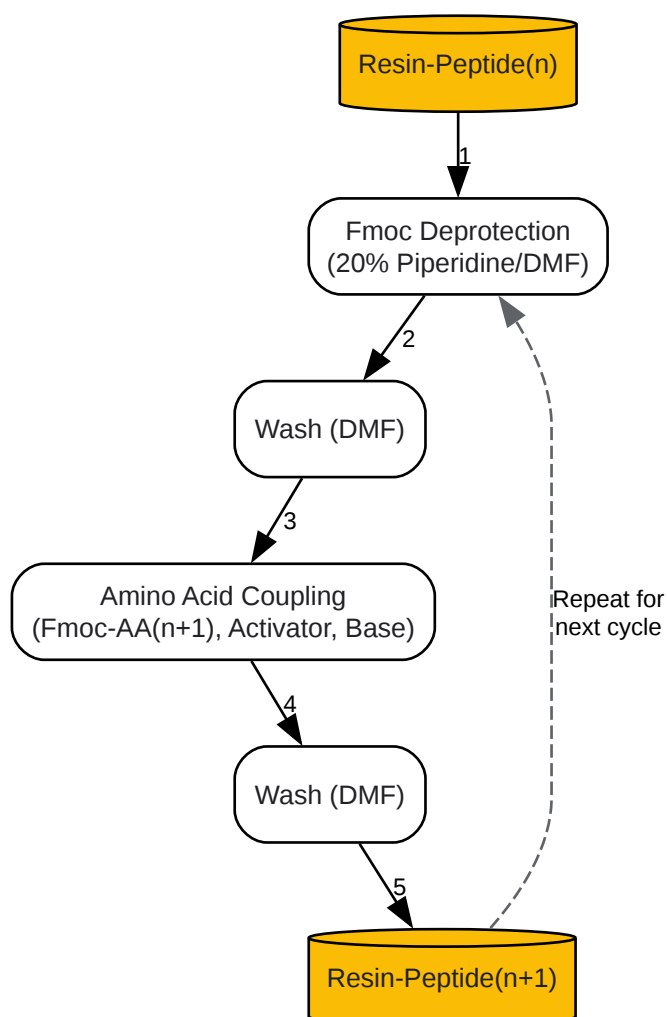 Resin-Peptide(n)
1
Fmoc Deprotection
(20% Piperidine/DMF)
2
Wash (DMF)
3
Amino Acid Coupling
(Fmoc-AA(n+1), Activator, Base)
Repeat for
next cycle
4
Wash (DMF)
5
Resin-Peptide(n+1)